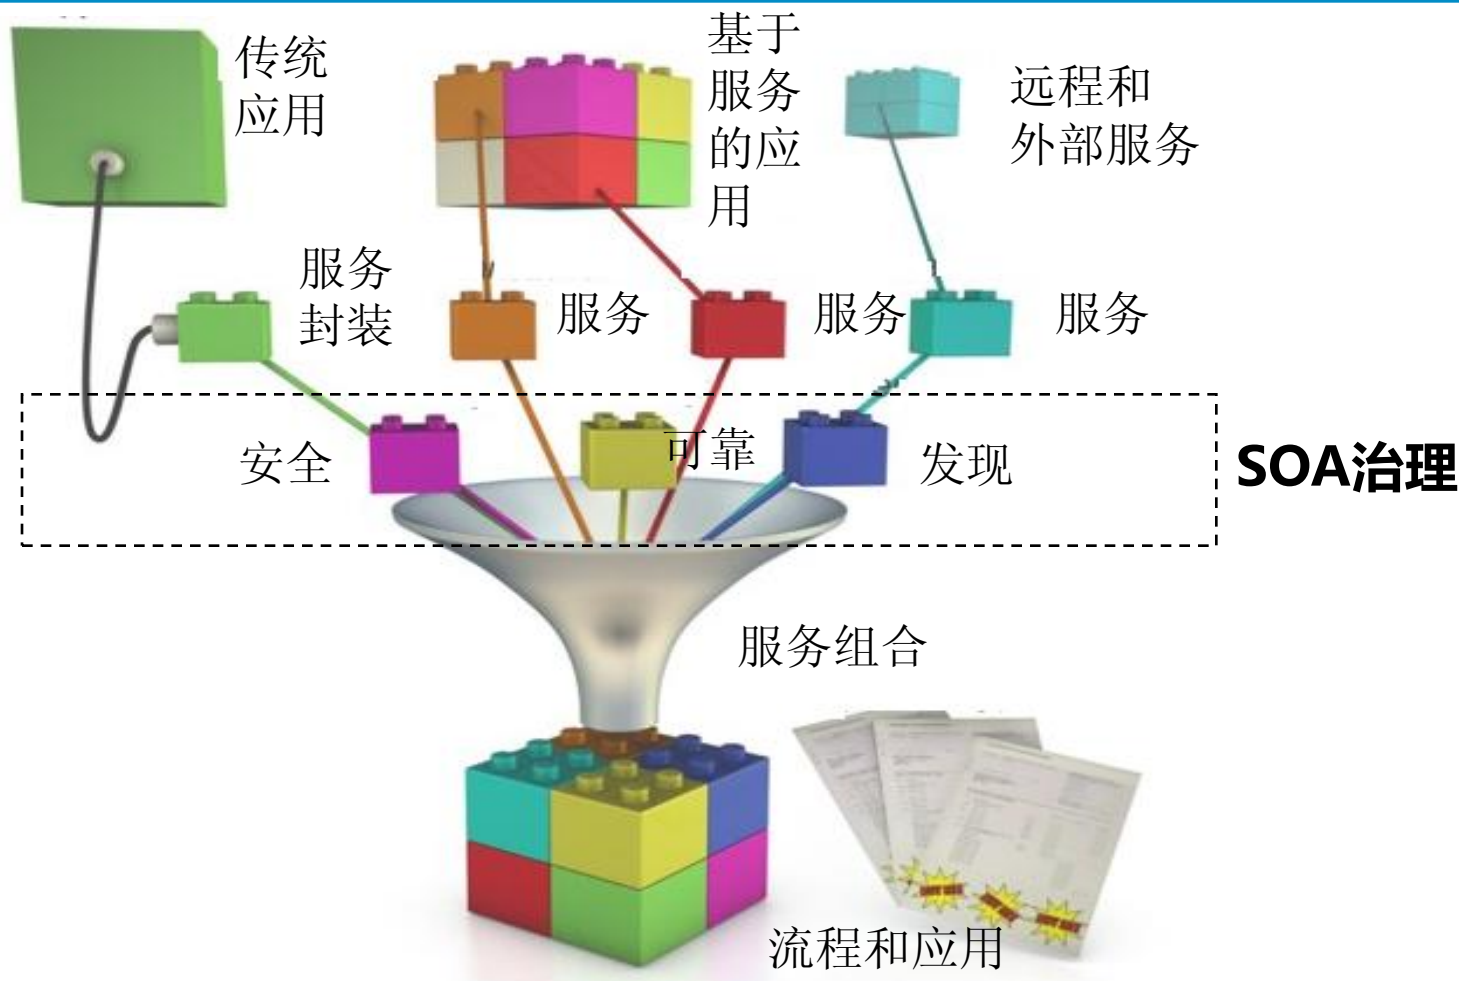 传统
应用
基于
服务
的应
用
远程和
外部服务
服务
封装
服务
服务
服务
安全
可靠
发现
SOA治理
服务组合
流程和应用